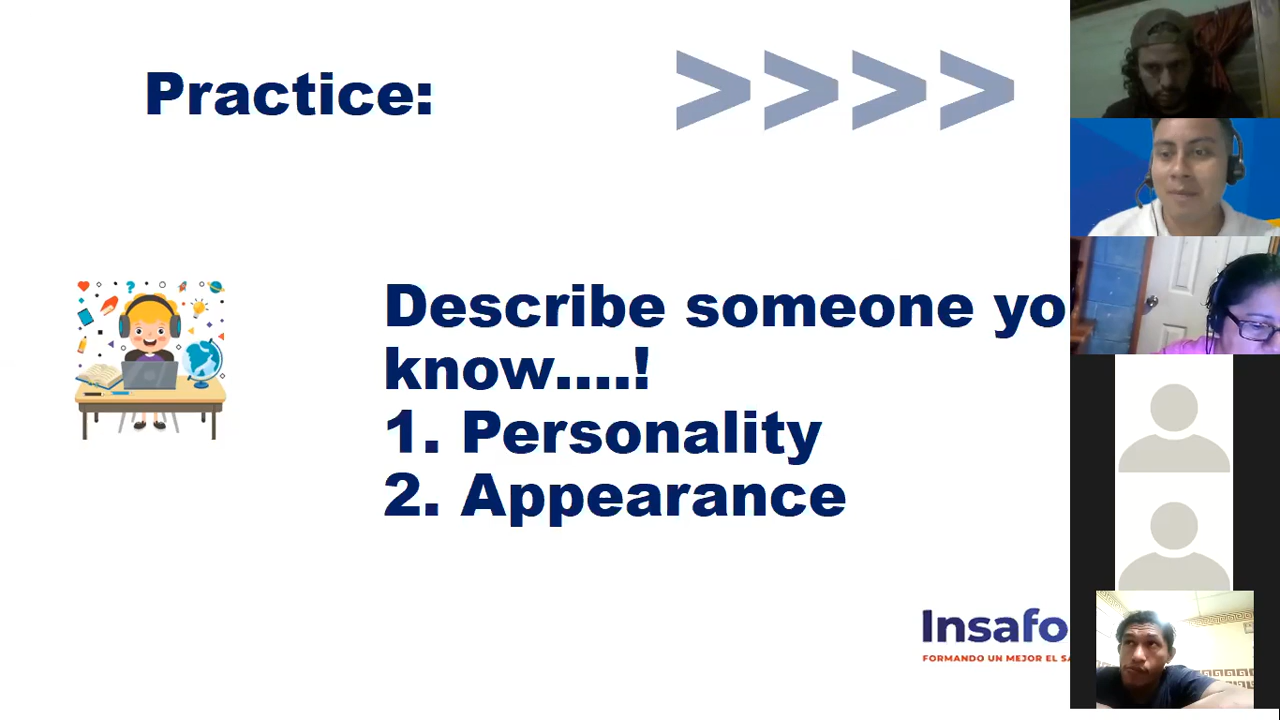 Practice:
Describe someone yo
know....!
1. Personality
2. Appearance
Insafo
FORMANDO UN MEJOR EL SA